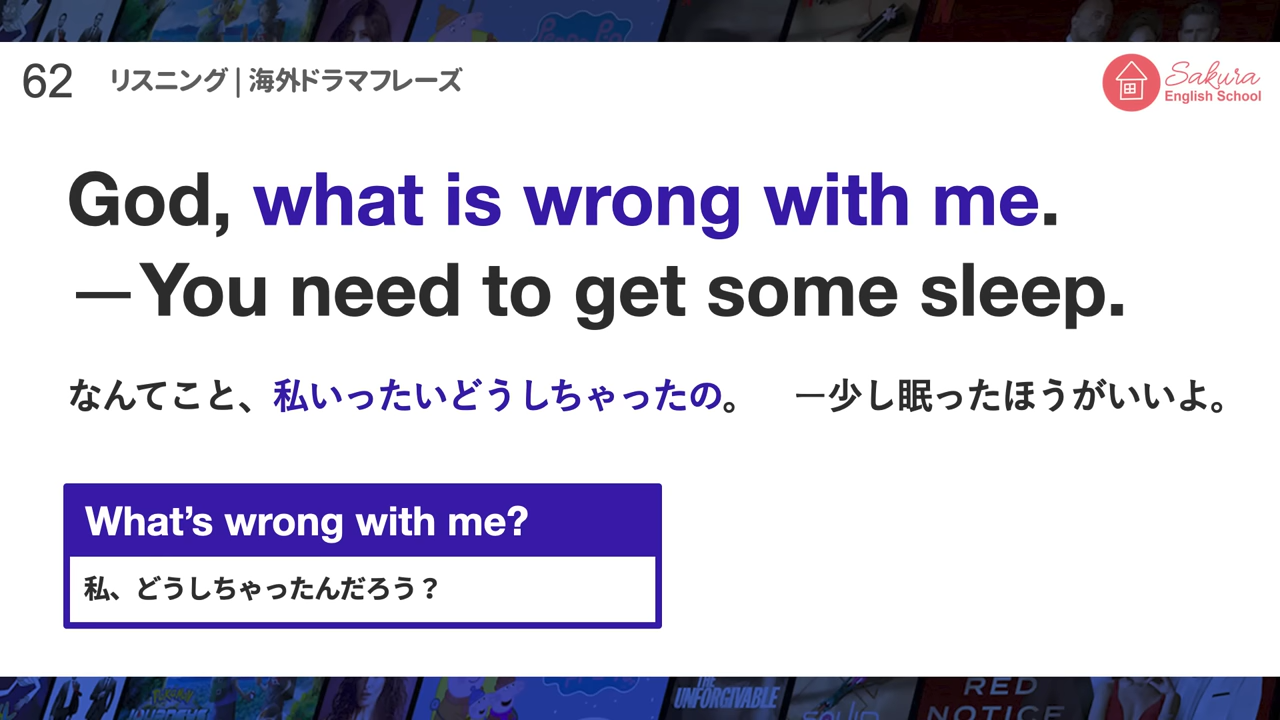 62
リスニング | 海外ドラマフレーズ
Sakura
English School
God, what is wrong with me.
—You need to get some sleep.
なんてこと、私いったいどうしちゃったの。 —少し眠ったほうがいいよ。
What's wrong with me?
私、どうしちゃったんだろう？
THE
UNFORGIVABLE
RED
NOTICE